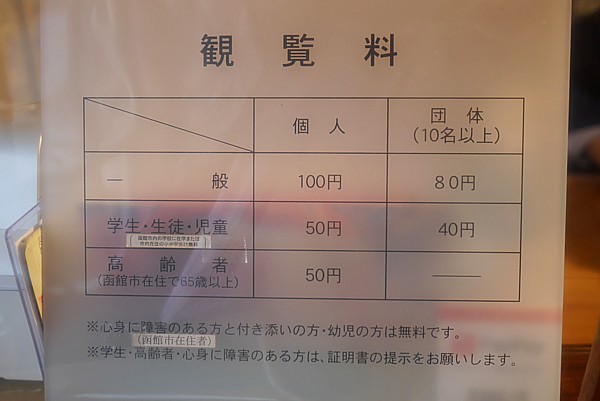 観覧料
個人
団体
(10名以上)
一般
100円
80円
学生・生徒・児童
50円
40円
高齢者
(函館市在住で65歳以上)
50円
※心身に障害のある方と付き添いの方・幼児の方は無料です。
(函館市在住者)
※学生・高齢者・心身に障害のある方は、証明書の提示をお願いします。